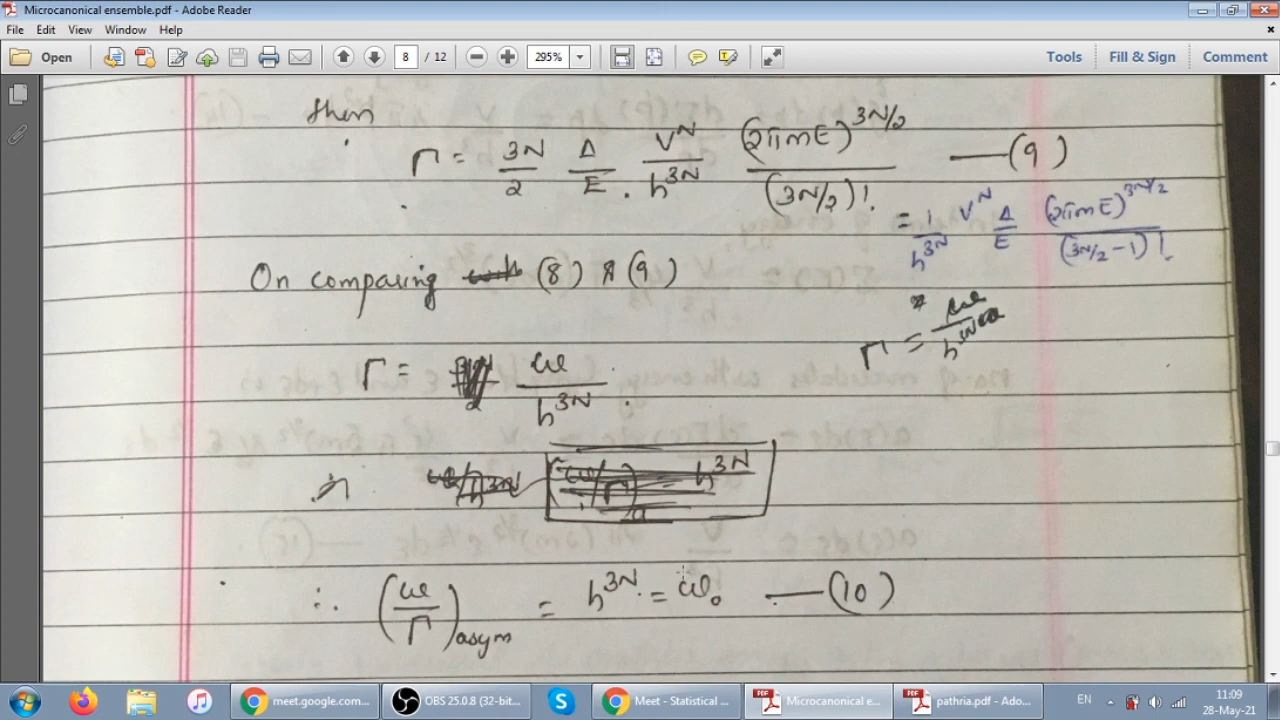 Microcanonical ensemble.pdf - Adobe Reader
File Edit View Window Help
Open 8 / 12 295% Tools Fill & Sign Comment
then
Γ = 3N/2 Δ/E . V^N/h^3N (2πmE)^3N/2 / (3N/2)! —(9)
= 1/h^3N V^N Δ/E (2πmE)^3N/2 / (3N/2 - 1)!
On comparing (8) & (9)
Γ = ω/h^3N
Γ = ω/h^3N .
∴ (ω/Γ)asym = h^3N = ω₀ —(10)
meet.google.com... OBS 25.0.8 (32-bit... Meet - Statistical ... Microcanonical e... pathria.pdf - Ado... EN 11:09
28-May-21